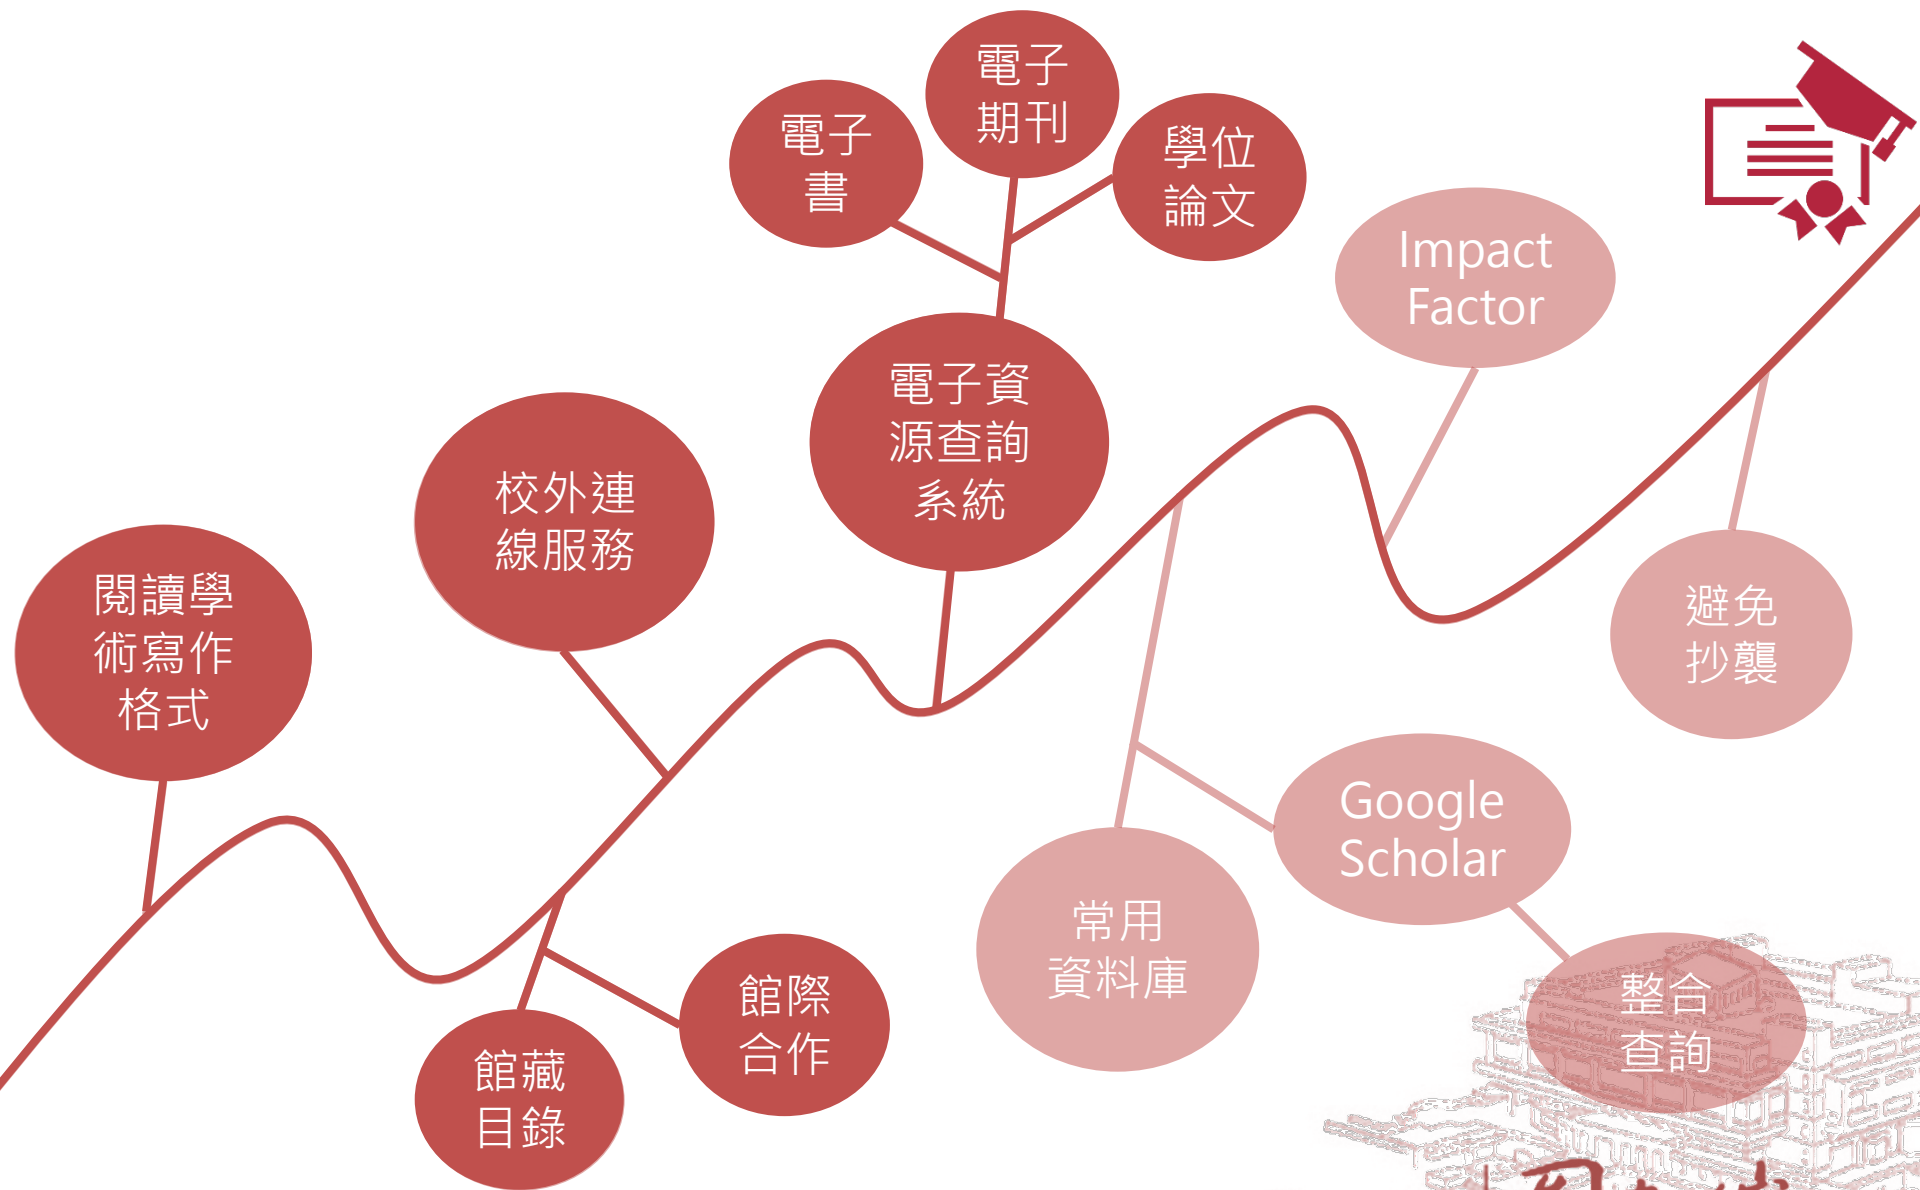 電子
期刊
電子
書
學位
論文
Impact
Factor
電子資
源查詢
系統
校外連
線服務
閱讀學
術寫作
格式
避免
抄襲
Google
Scholar
常用
資料庫
館際
合作
整合
查詢
館藏
目錄